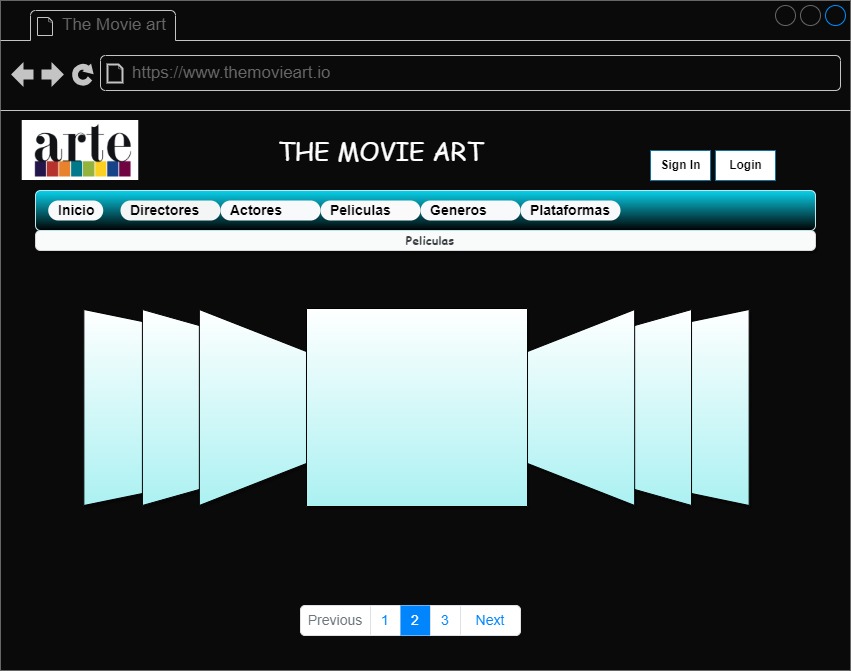 The Movie art
https://www.themovieart.io
arte
THE MOVIE ART
Sign In Login
Inicio Directores Actores Peliculas Generos Plataformas
Peliculas
Previous 1 2 3 Next